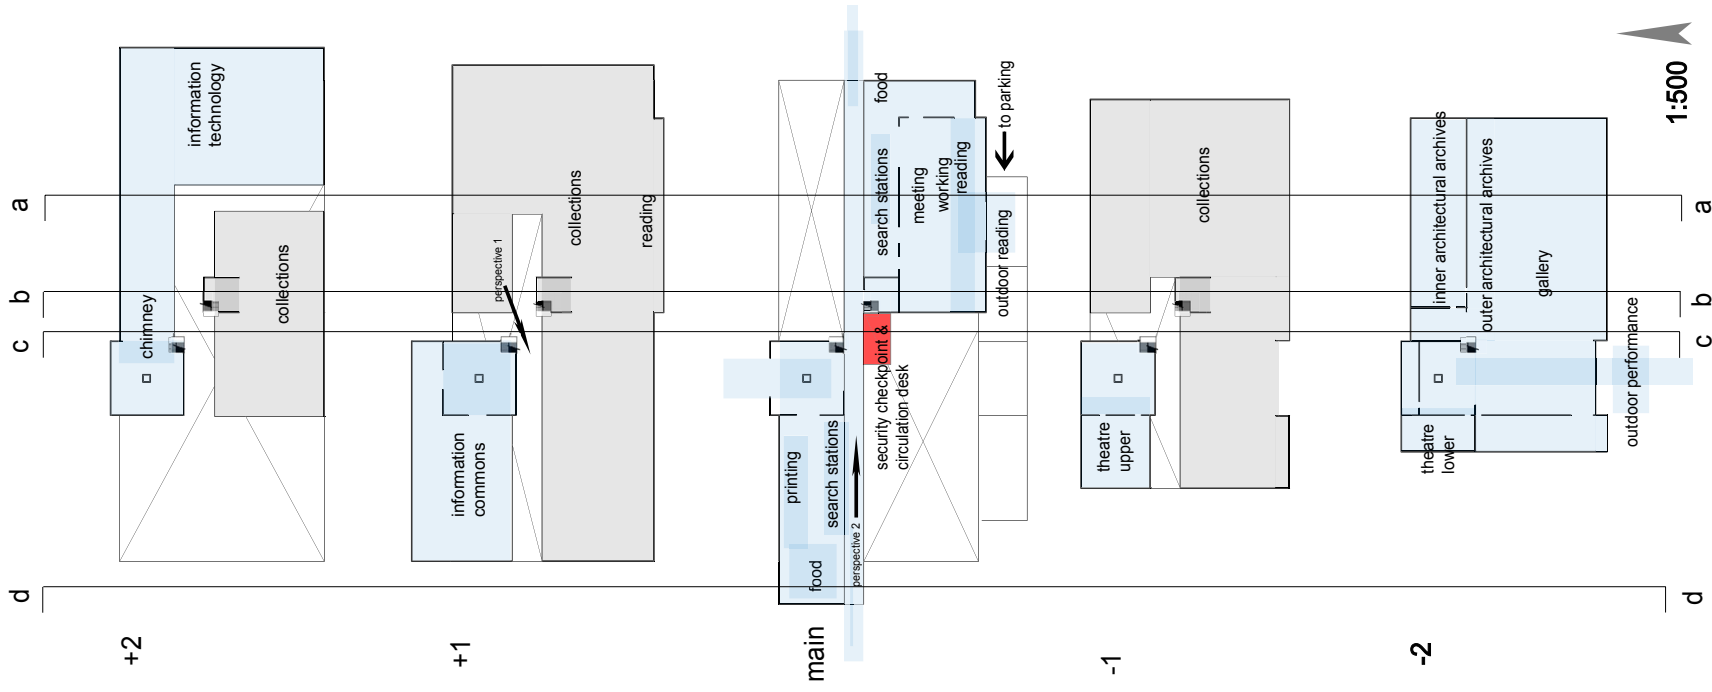 a
b
c
d
information
technology
collections
chimney
+2
collections
reading
perspective 1
information
commons
+1
food
search stations
meeting
working
reading
to parking
outdoor reading
security checkpoint &
circulation desk
printing
search stations
food
perspective 2
main
collections
theatre
upper
-1
inner architectural archives
outer architectural archives
gallery
theatre
lower
outdoor performance
-2
1:500
a
b
c
d